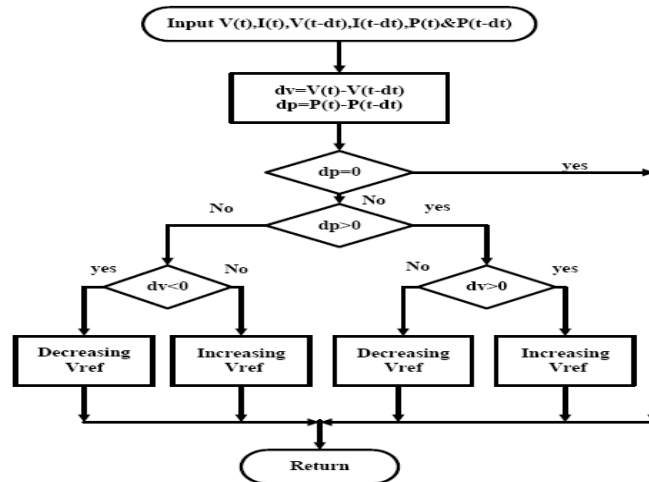 Input V(t),I(t),V(t-dt),I(t-dt),P(t)&P(t-dt)
dv=V(t)-V(t-dt)
dp=P(t)-P(t-dt)
dp=0
yes
No
No
dp>0
yes
yes
dv<0
No
No
dv>0
yes
Decreasing
Vref
Increasing
Vref
Decreasing
Vref
Increasing
Vref
Return